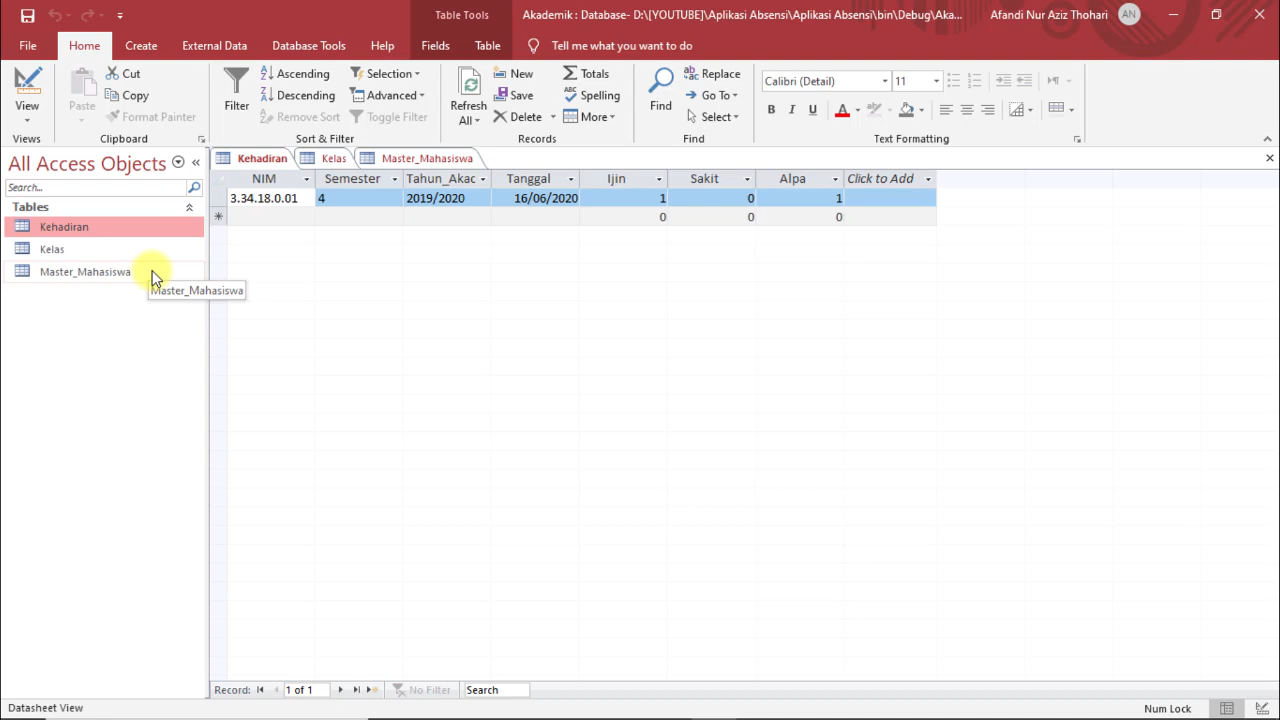 Table Tools
Akademik : Database- D:\[YOUTUBE]\Aplikasi Absensi\Aplikasi Absensi\bin\Debug\Aka...
Afandi Nur Aziz Thohari
AN
File
Home
Create
External Data
Database Tools
Help
Fields
Table
Tell me what you want to do
View
Views
Paste
Cut
Copy
Format Painter
Clipboard
Filter
Ascending
Descending
Remove Sort
Selection
Advanced
Toggle Filter
Sort & Filter
Refresh
All
New
Save
Delete
Totals
Spelling
More
Records
Find
Replace
Go To
Select
Find
Calibri (Detail)
11
B I U
Text Formatting
All Access Objects
Search...
Tables
Kehadiran
Kelas
Master_Mahasiswa
Master_Mahasiswa
Kehadiran
Kelas
Master_Mahasiswa
NIM Semester Tahun_Akac Tanggal Ijin Sakit Alpa Click to Add
3.34.18.0.01 4 2019/2020 16/06/2020 1 0 1
0 0 0
Record: 1 of 1 No Filter Search
Datasheet View
Num Lock